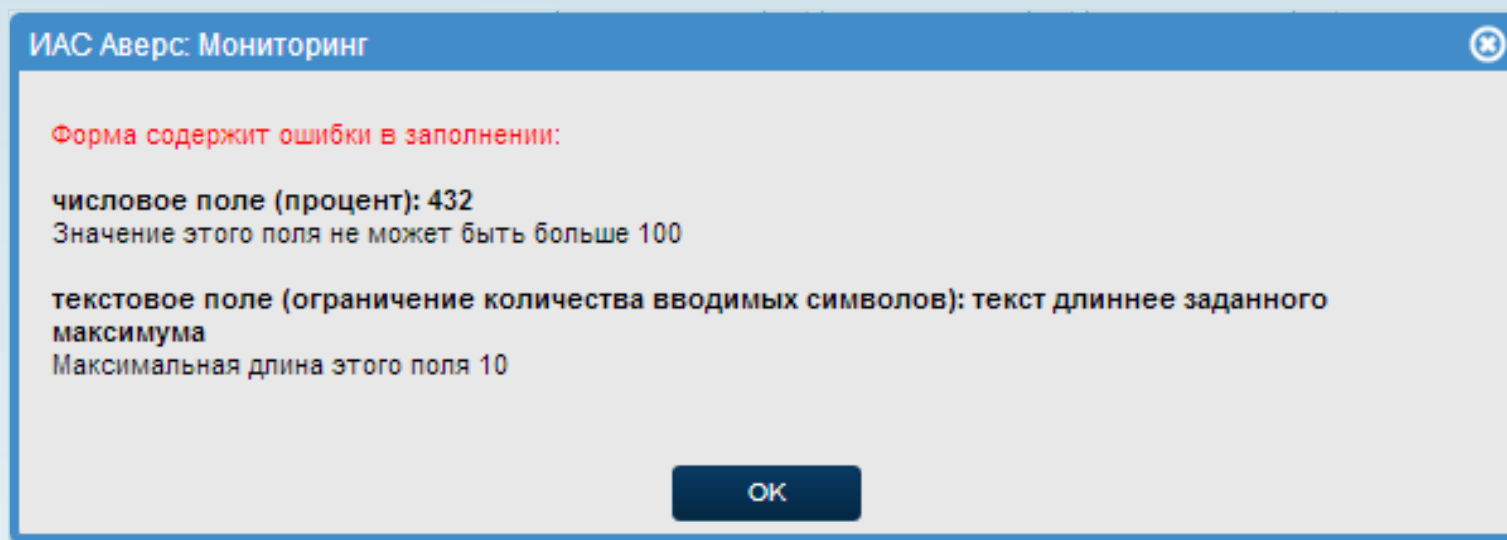 ИАС Аверс: Мониторинг
Форма содержит ошибки в заполнении:
числовое поле (процент): 432
Значение этого поля не может быть больше 100
текстовое поле (ограничение количества вводимых символов): текст длиннее заданного
максимума
Максимальная длина этого поля 10
ОК